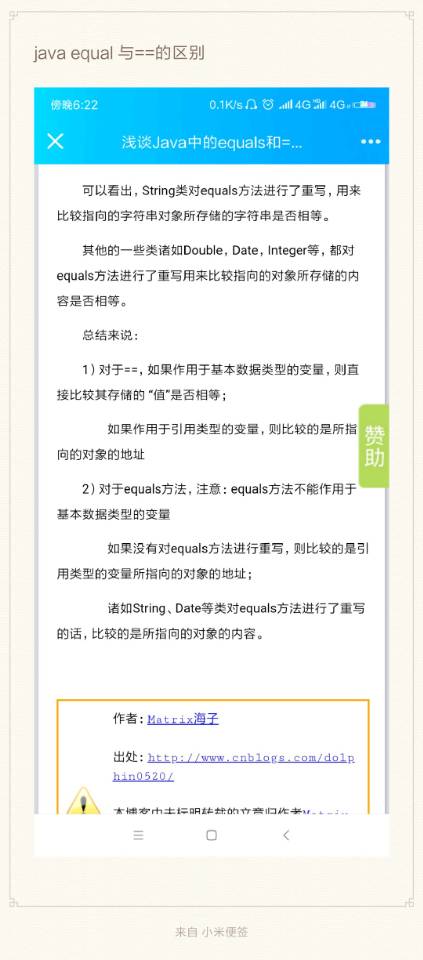 java equal 与==的区别
傍晚6:22
0.1K/s 4G 4G
浅谈Java中的equals和=...
可以看出，String类对equals方法进行了重写，用来
比较指向的字符串对象所存储的字符串是否相等。
其他的一些类诸如Double，Date，Integer等，都对
equals方法进行了重写用来比较指向的对象所存储的内
容是否相等。
总结来说：
1）对于==，如果作用于基本数据类型的变量，则直
接比较其存储的 “值”是否相等；
如果作用于引用类型的变量，则比较的是所指
向的对象的地址
赞
助
2）对于equals方法，注意：equals方法不能作用于
基本数据类型的变量
如果没有对equals方法进行重写，则比较的是引
用类型的变量所指向的对象的地址；
诸如String、Date等类对equals方法进行了重写
的话，比较的是所指向的对象的内容。
作者：Matrix海子
出处：http://www.cnblogs.com/dolp
hin0520/
本博客中未标明转载的文章归作者Matrix
来自 小米便签